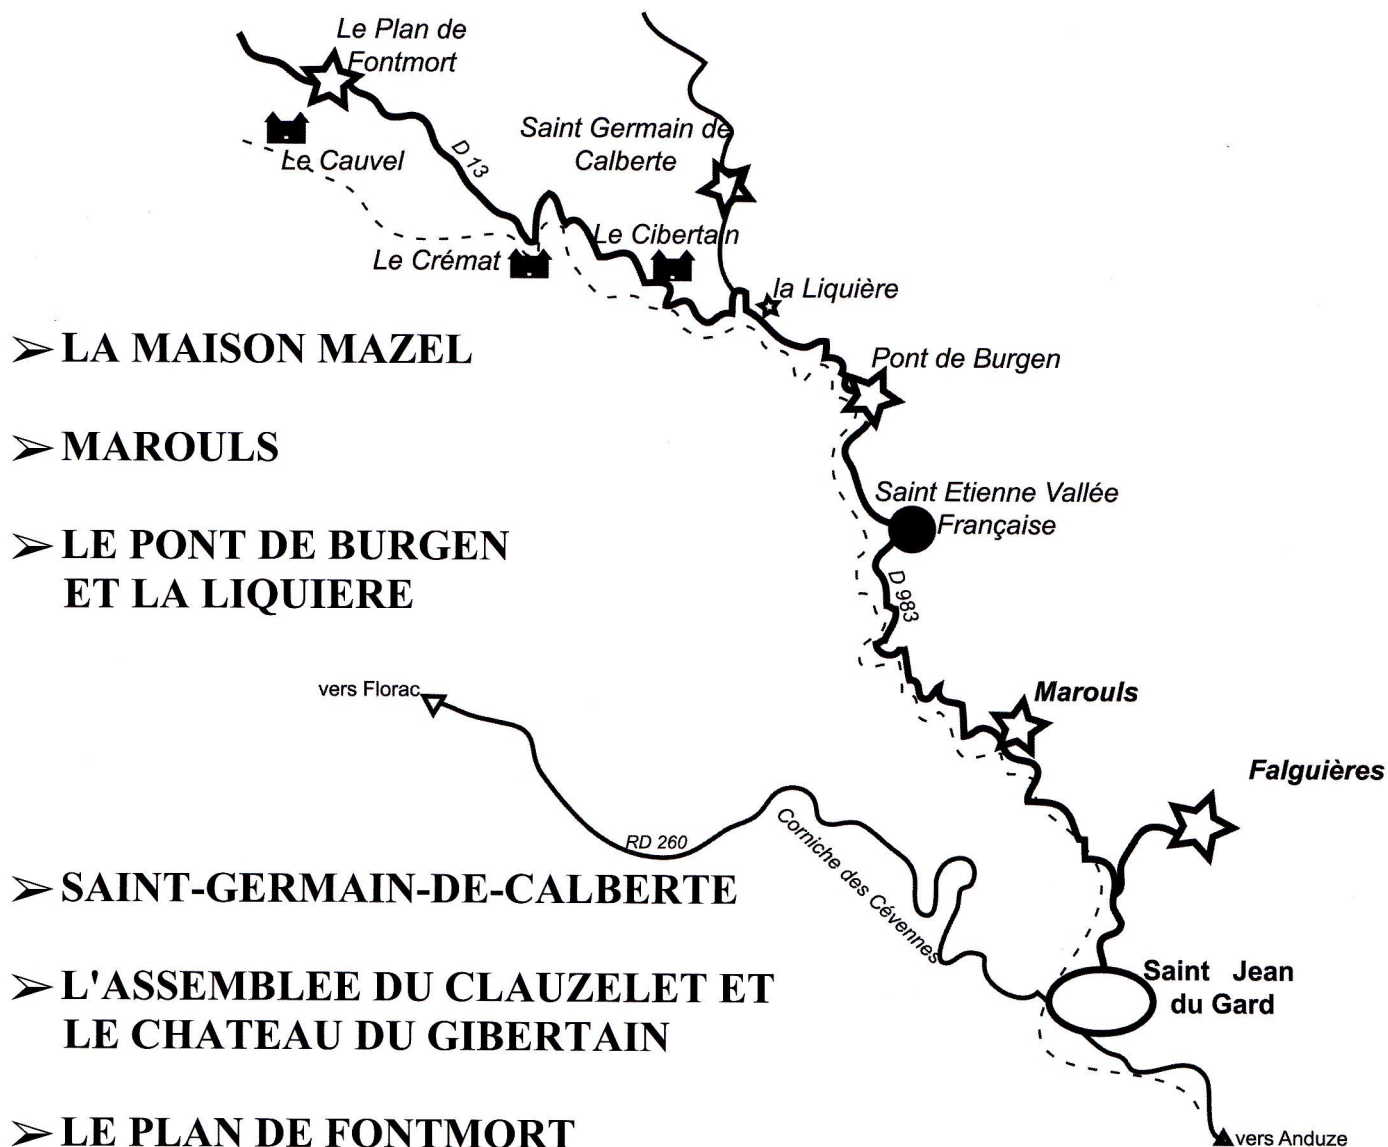 Le Plan de
Fontmort
Saint Germain de
Calberte
D 13
Le Cauvel
Le Cibertain
Le Crémat
la Liquière
➢ LA MAISON MAZEL
Pont de Burgen
➢ MAROULS
Saint Etienne Vallée
Française
➢ LE PONT DE BURGEN
ET LA LIQUIERE
D 983
vers Florac
Marouls
Falguières
RD 260
Corniche des Cévennes
➢ SAINT-GERMAIN-DE-CALBERTE
Saint Jean
du Gard
➢ L'ASSEMBLEE DU CLAUZELET ET
LE CHATEAU DU GIBERTAIN
➢ LE PLAN DE FONTMORT
vers Anduze